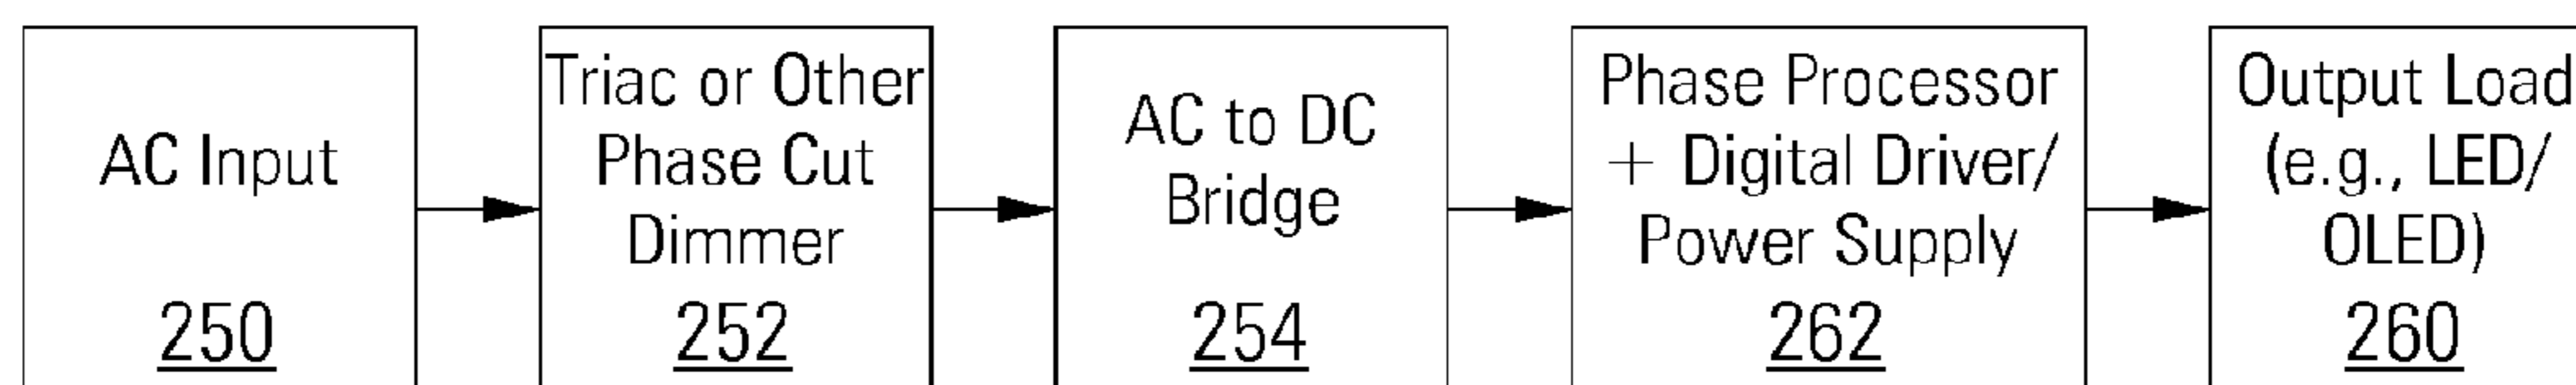 AC Input
250
Triac or Other
Phase Cut
Dimmer
252
AC to DC
Bridge
254
Phase Processor
+ Digital Driver/
Power Supply
262
Output Load
(e.g., LED/
OLED)
260